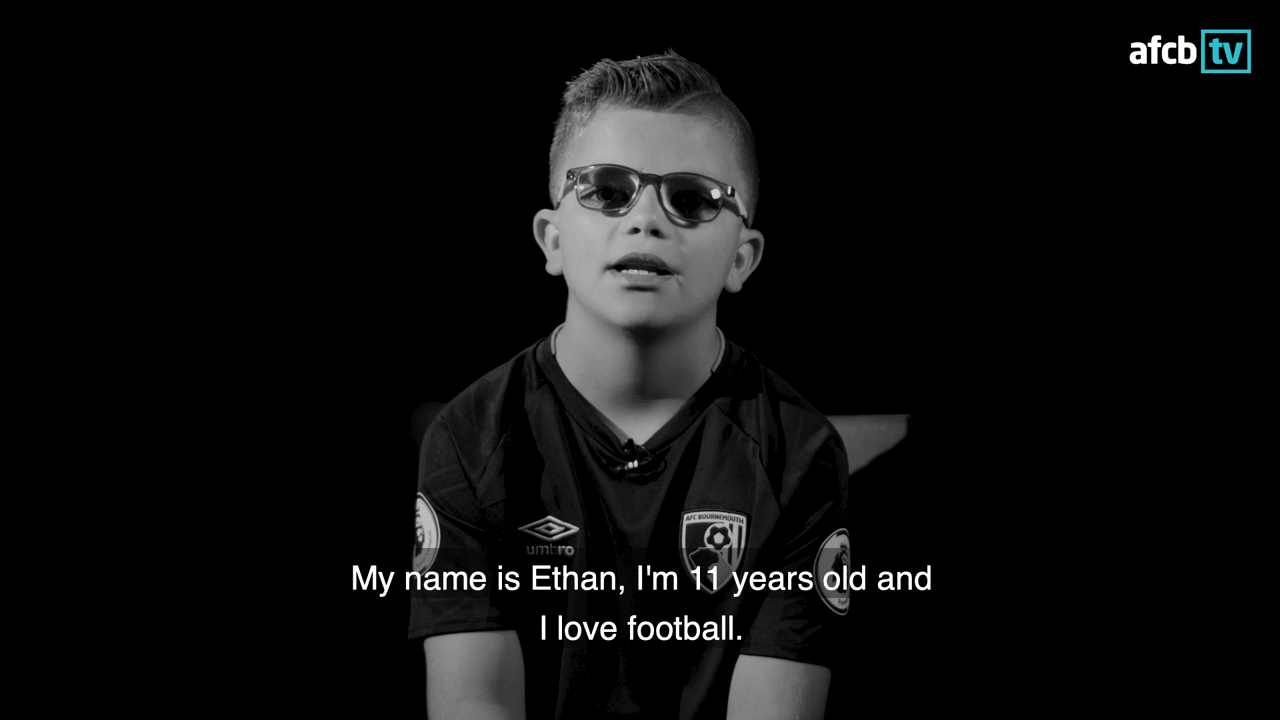 afcb tv
AFC BOURNEMOUTH
umbro
My name is Ethan, I'm 11 years old and
I love football.